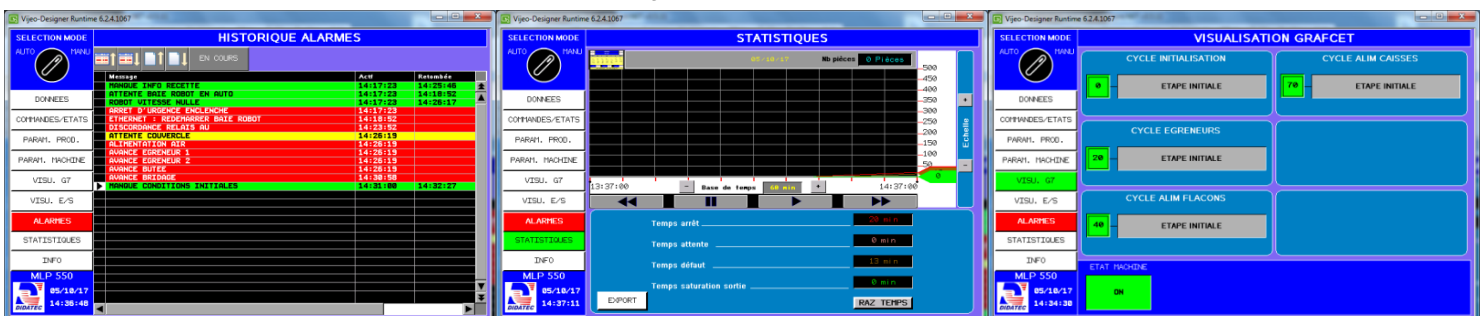 Vijeo-Designer Runtime 6.2.4.1067
SELECTION MODE
AUTO MANU
DONNEES
COMMANDES/ETATS
PARAM. PROD.
PARAM. MACHINE
VISU. G7
VISU. E/S
ALARMES
STATISTIQUES
INFO
MLP 550
05/10/17
14:36:48
DIDATEC
HISTORIQUE ALARMES
EN COURS
Message Actif Retombée
MANQUE INFO RECETTE 14:17:23 14:25:46
ATTENTE BAIE ROBOT EN AUTO 14:17:23 14:18:52
ROBOT VITESSE NULLE 14:17:23 14:26:17
ARRET D'URGENCE ENCLENCHE 14:17:23
ETHERNET : REDEMARRER BAIE ROBOT 14:18:52
DISCORDANCE RELAIS AU 14:23:52
ATTENTE COUVERCLE 14:26:19
ALIMENTATION AIR 14:26:19
AVANCE EGRENEUR 1 14:26:19
AVANCE EGRENEUR 2 14:26:19
AVANCE BUTEE 14:26:19
AVANCE BRIDAGE 14:30:58
MANQUE CONDITIONS INITIALES 14:31:00 14:32:27
Vijeo-Designer Runtime 6.2.4.1067
SELECTION MODE
AUTO MANU
DONNEES
COMMANDES/ETATS
PARAM. PROD.
PARAM. MACHINE
VISU. G7
VISU. E/S
ALARMES
STATISTIQUES
INFO
MLP 550
05/10/17
14:37:11
DIDATEC
STATISTIQUES
05/10/17 Nb pièces 0 Pièces
500
450
400
350
300
250
200
150
100
50
0
+
Echelle
-
13:37:00 - Base de temps 60 min + 14:37:00
Temps arrêt 20 min
Temps attente 0 min
Temps défaut 13 min
Temps saturation sortie 0 min
EXPORT RAZ TEMPS
Vijeo-Designer Runtime 6.2.4.1067
SELECTION MODE
AUTO MANU
DONNEES
COMMANDES/ETATS
PARAM. PROD.
PARAM. MACHINE
VISU. G7
VISU. E/S
ALARMES
STATISTIQUES
INFO
MLP 550
05/10/17
14:34:30
DIDATEC
VISUALISATION GRAFCET
CYCLE INITIALISATION CYCLE ALIM CAISSES
0 ETAPE INITIALE 70 ETAPE INITIALE
CYCLE EGRENEURS
20 ETAPE INITIALE
CYCLE ALIM FLACONS
40 ETAPE INITIALE
ETAT MACHINE